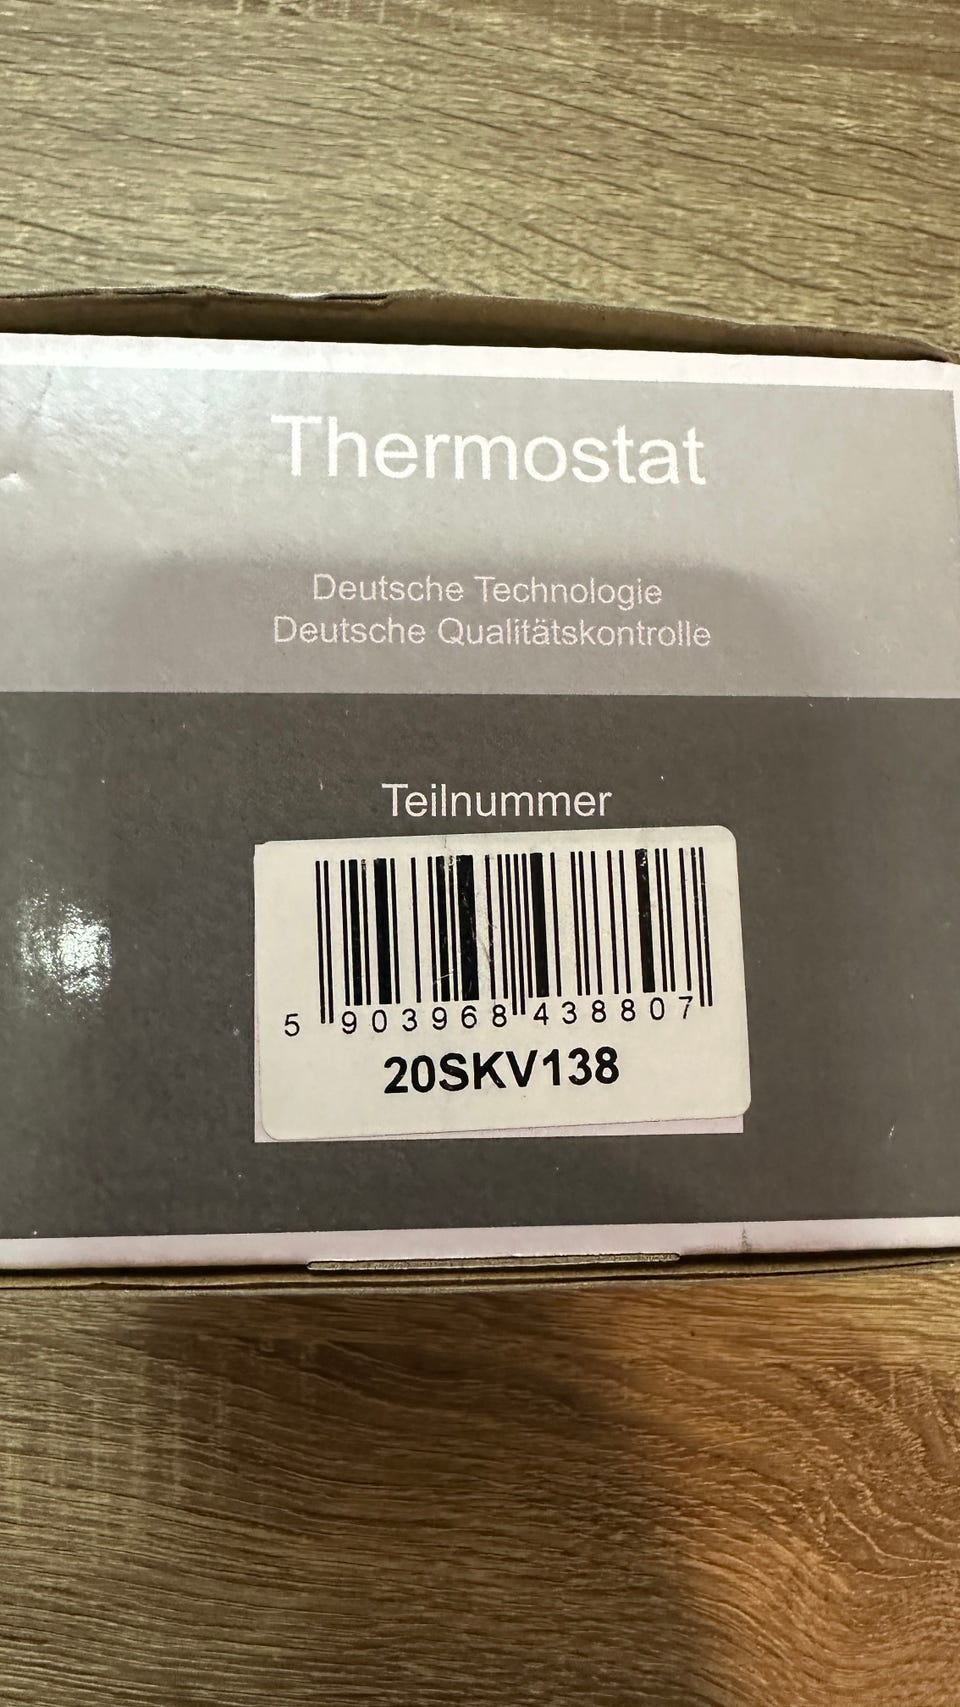 Thermostat
Deutsche Technologie
Deutsche Qualitätskontrolle
Teilnummer
5 903968 438807
20SKV138